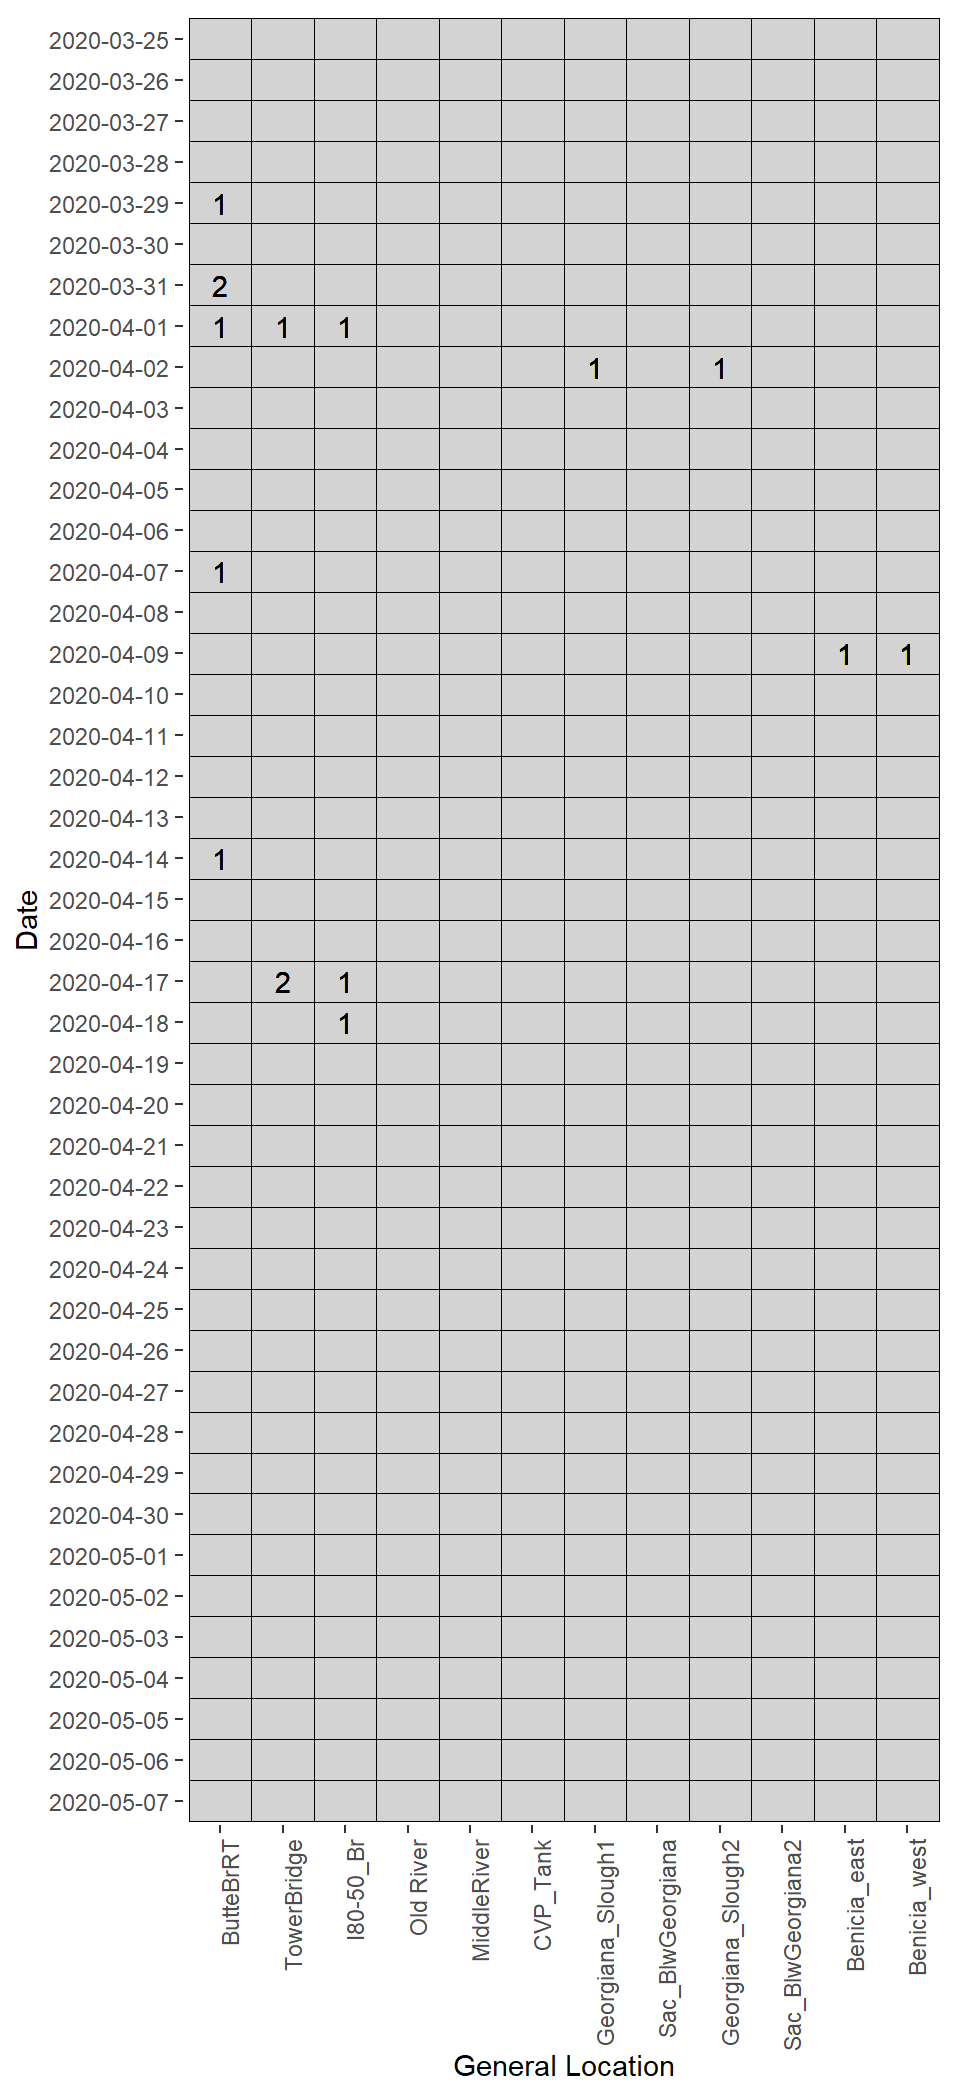 2020-03-25
2020-03-26
2020-03-27
2020-03-28
2020-03-29 1
2020-03-30
2020-03-31 2
2020-04-01 1 1 1
2020-04-02 1 1
2020-04-03
2020-04-04
2020-04-05
2020-04-06
2020-04-07 1
2020-04-08
2020-04-09 1 1
2020-04-10
2020-04-11
2020-04-12
2020-04-13
2020-04-14 1
2020-04-15
2020-04-16
2020-04-17 2 1
2020-04-18 1
2020-04-19
2020-04-20
2020-04-21
2020-04-22
2020-04-23
2020-04-24
2020-04-25
2020-04-26
2020-04-27
2020-04-28
2020-04-29
2020-04-30
2020-05-01
2020-05-02
2020-05-03
2020-05-04
2020-05-05
2020-05-06
2020-05-07
Date
ButteBrRT
TowerBridge
I80-50_Br
Old River
MiddleRiver
CVP_Tank
Georgiana_Slough1
Sac_BlwGeorgiana
Georgiana_Slough2
Sac_BlwGeorgiana2
Benicia_east
Benicia_west
General Location